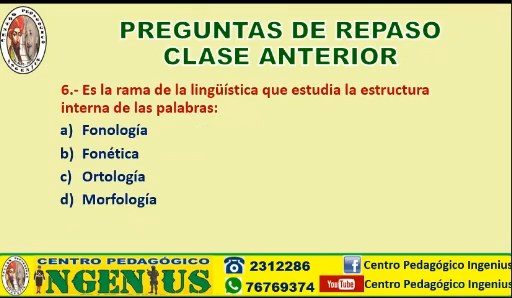 PREGUNTAS DE REPASO
CLASE ANTERIOR
6.- Es la rama de la lingüística que estudia la estructura
interna de las palabras:
a) Fonología
b) Fonética
c) Ortología
d) Morfología
CENTRO PEDAGÓGICO
INGENIUS
2312286
76769374
Centro Pedagógico Ingenius
YouTube Centro Pedagógico Ingenius